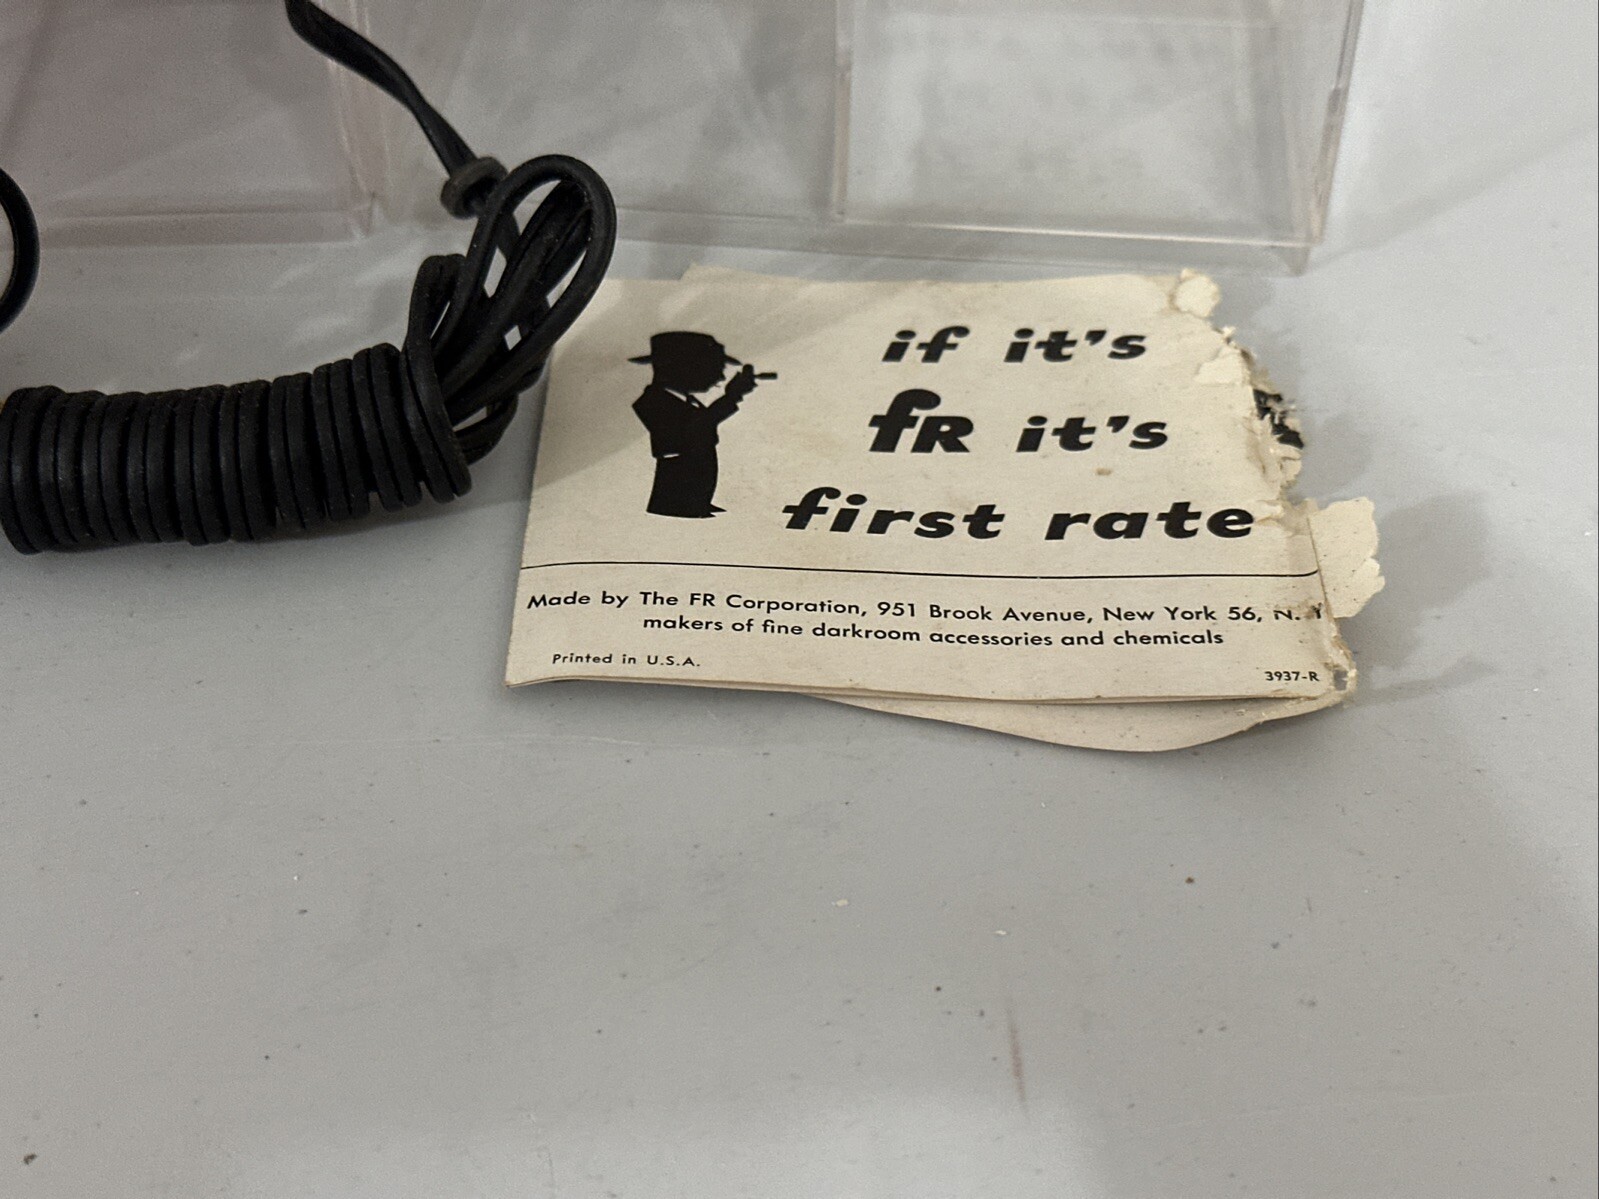 if it's
fR it's
first rate
Made by The FR Corporation, 951 Brook Avenue, New York 56, N. Y
makers of fine darkroom accessories and chemicals
Printed in U.S.A.
3937-R